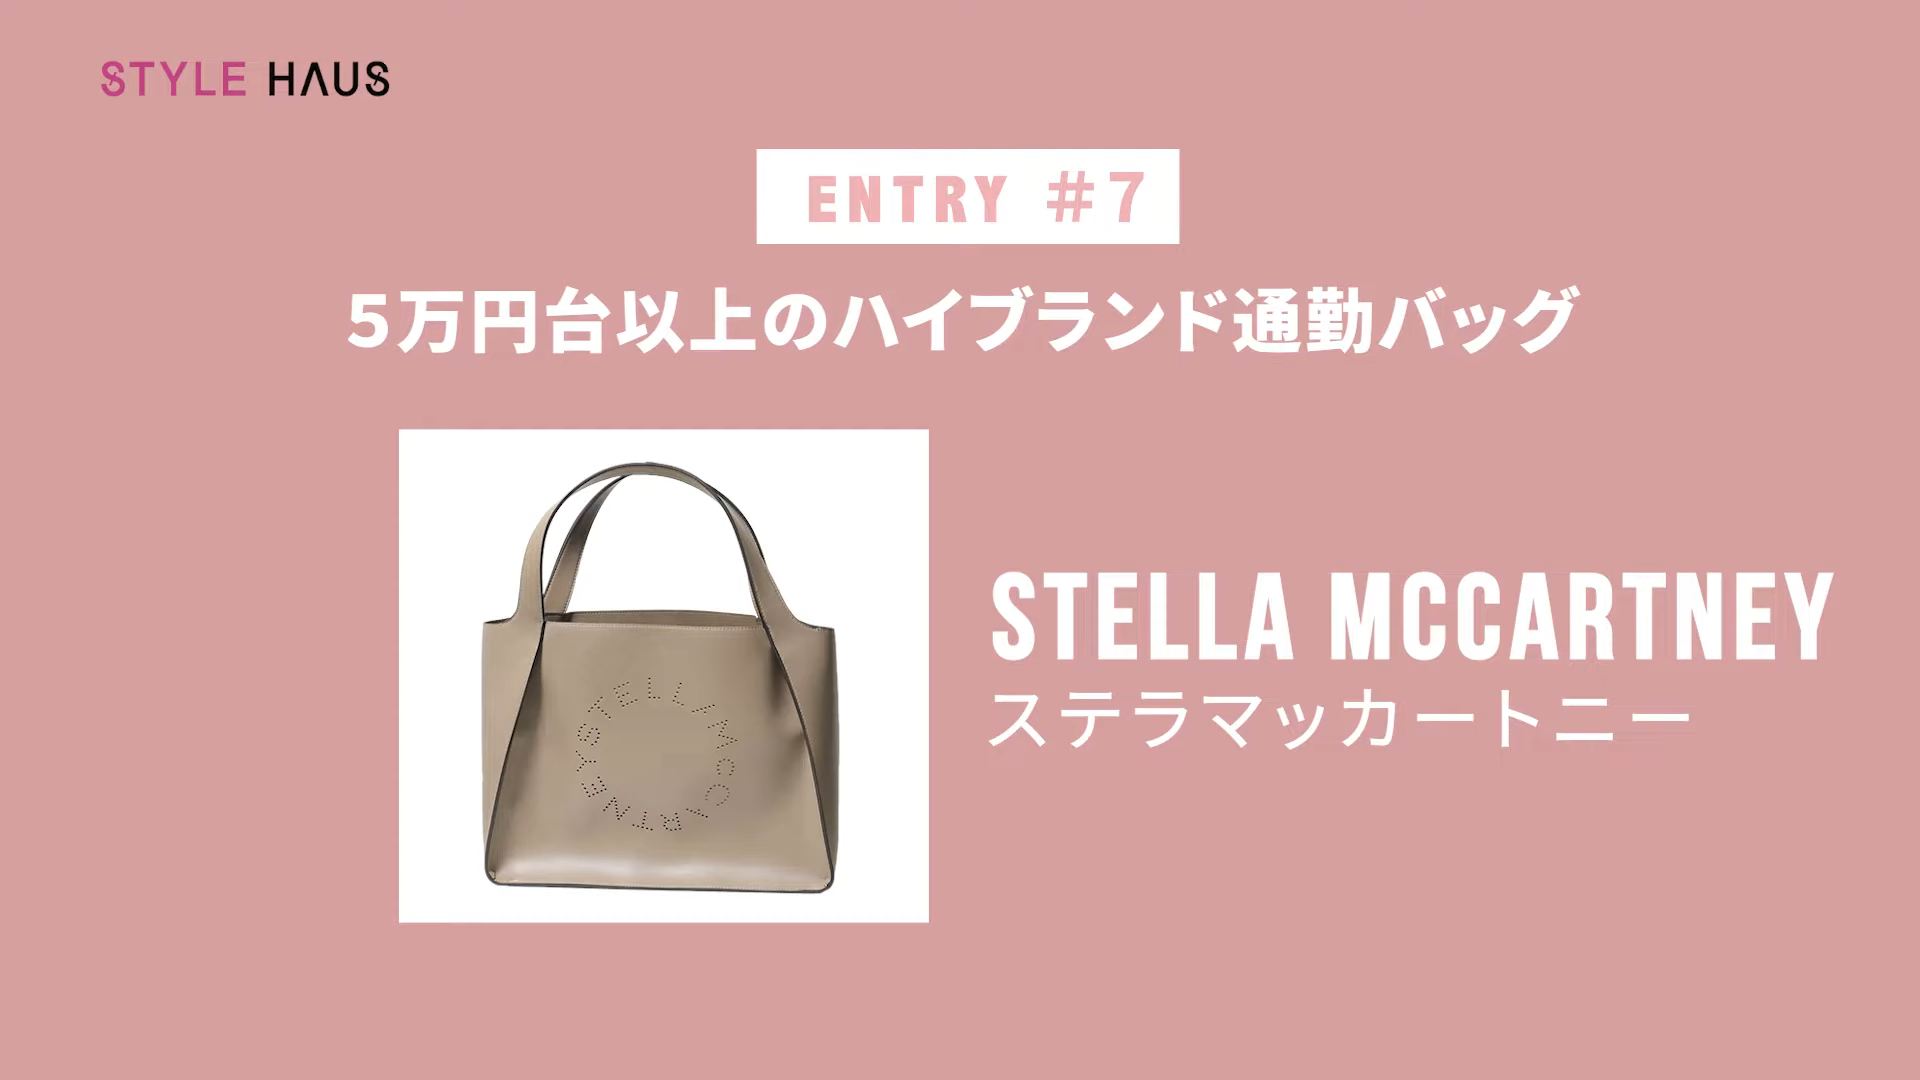 STYLE HAUS
ENTRY #7
5万円台以上のハイブランド通勤バッグ
STELLAMcCARTNEY
STELLA MCCARTNEY
ステラマッカートニー